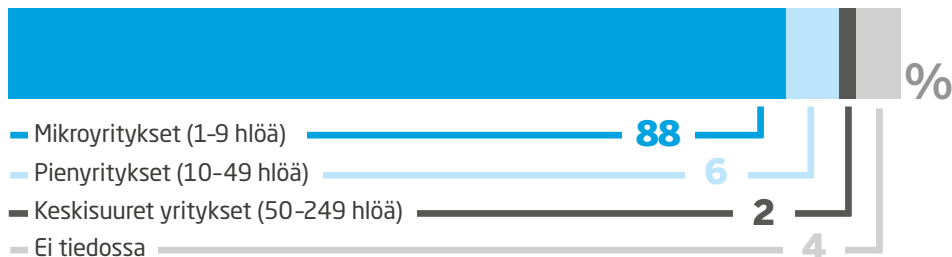 %
Mikroyritykset (1–9 hlöä) 88
Pienyritykset (10–49 hlöä) 6
Keskisuuret yritykset (50–249 hlöä) 2
Ei tiedossa 4